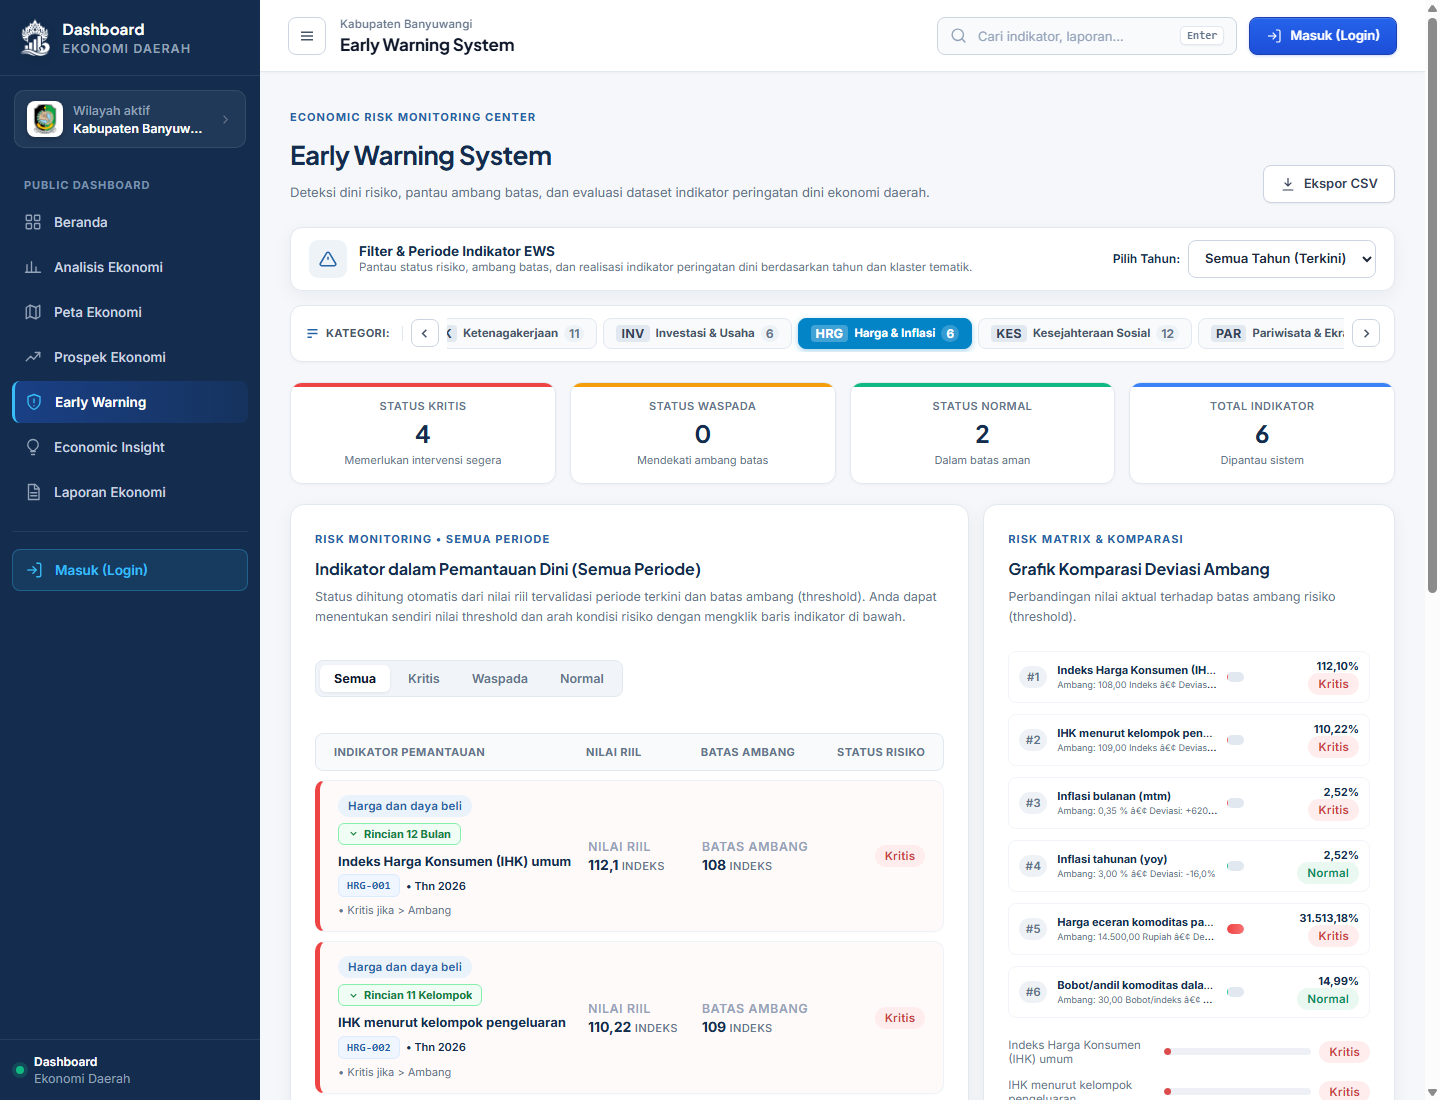 Dashboard
EKONOMI DAERAH
Wilayah aktif
Kabupaten Banyuw...
PUBLIC DASHBOARD
Beranda
Analisis Ekonomi
Peta Ekonomi
Prospek Ekonomi
Early Warning
Economic Insight
Laporan Ekonomi
Masuk (Login)
Dashboard
Ekonomi Daerah
Kabupaten Banyuwangi
Early Warning System
Cari indikator, laporan...
Enter
Masuk (Login)
ECONOMIC RISK MONITORING CENTER
Early Warning System
Deteksi dini risiko, pantau ambang batas, dan evaluasi dataset indikator peringatan dini ekonomi daerah.
Ekspor CSV
Filter & Periode Indikator EWS
Pantau status risiko, ambang batas, dan realisasi indikator peringatan dini berdasarkan tahun dan klaster tematik.
Pilih Tahun:
Semua Tahun (Terkini)
KATEGORI:
Ketenagakerjaan 11
INV Investasi & Usaha 6
HRG Harga & Inflasi 6
KES Kesejahteraan Sosial 12
PAR Pariwisata & Ekr
STATUS KRITIS
4
Memerlukan intervensi segera
STATUS WASPADA
0
Mendekati ambang batas
STATUS NORMAL
2
Dalam batas aman
TOTAL INDIKATOR
6
Dipantau sistem
RISK MONITORING • SEMUA PERIODE
Indikator dalam Pemantauan Dini (Semua Periode)
Status dihitung otomatis dari nilai riil tervalidasi periode terkini dan batas ambang (threshold). Anda dapat
menentukan sendiri nilai threshold dan arah kondisi risiko dengan mengklik baris indikator di bawah.
Semua Kritis Waspada Normal
INDIKATOR PEMANTAUAN NILAI RIIL BATAS AMBANG STATUS RISIKO
Harga dan daya beli
Rincian 12 Bulan
Indeks Harga Konsumen (IHK) umum
HRG-001 • Thn 2026
• Kritis jika > Ambang
NILAI RIIL
112,1 INDEKS
BATAS AMBANG
108 INDEKS
Kritis
Harga dan daya beli
Rincian 11 Kelompok
IHK menurut kelompok pengeluaran
HRG-002 • Thn 2026
• Kritis jika > Ambang
NILAI RIIL
110,22 INDEKS
BATAS AMBANG
109 INDEKS
Kritis
RISK MATRIX & KOMPARASI
Grafik Komparasi Deviasi Ambang
Perbandingan nilai aktual terhadap batas ambang risiko
(threshold).
#1
Indeks Harga Konsumen (IH...
Ambang: 108,00 Indeks â€¢ Devias...
112,10%
Kritis
#2
IHK menurut kelompok pen...
Ambang: 109,00 Indeks â€¢ Devias...
110,22%
Kritis
#3
Inflasi bulanan (mtm)
Ambang: 0,35 % â€¢ Deviasi: +620...
2,52%
Kritis
#4
Inflasi tahunan (yoy)
Ambang: 3,00 % â€¢ Deviasi: -16,0%
2,52%
Normal
#5
Harga eceran komoditas pa...
Ambang: 14.500,00 Rupiah â€¢ De...
31.513,18%
Kritis
#6
Bobot/andil komoditas dala...
Ambang: 30,00 Bobot/indeks â€¢ ...
14,99%
Normal
Indeks Harga Konsumen
(IHK) umum
Kritis
IHK menurut kelompok
pengeluaran
Kritis